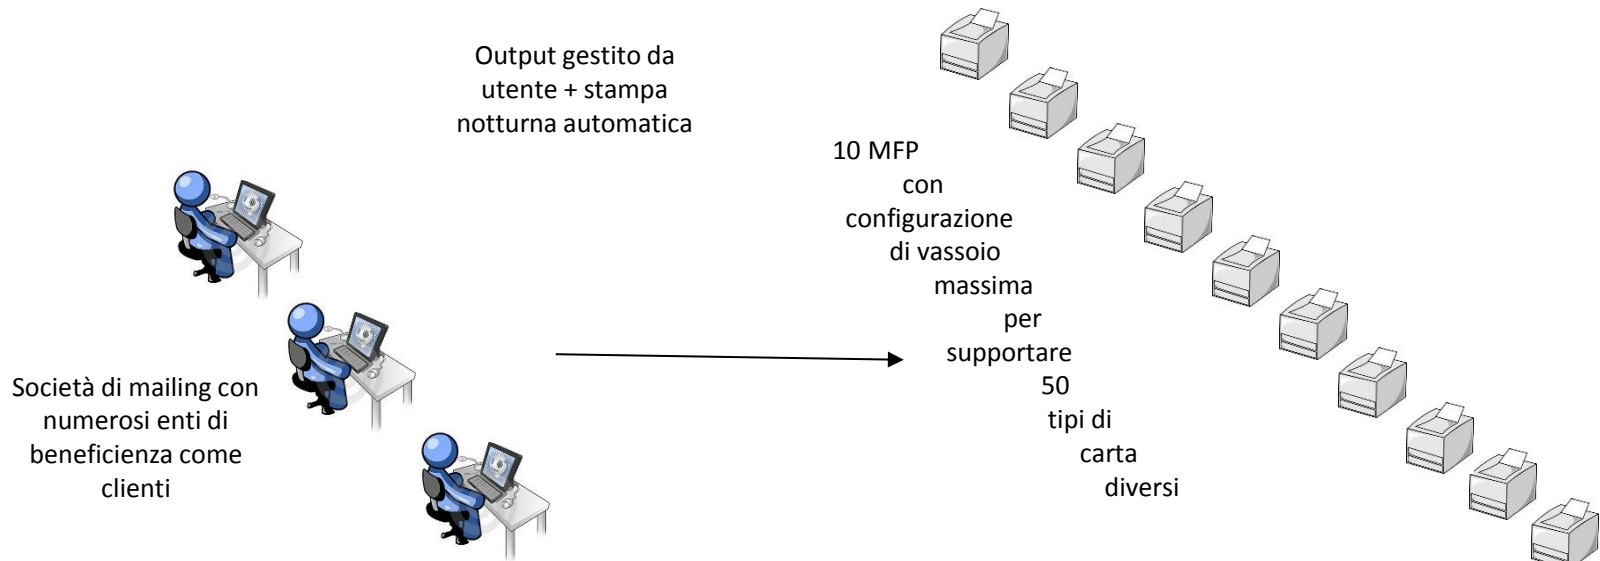 Output gestito da
utente + stampa
notturna automatica
10 MFP
con
configurazione
di vassoio
massima
per
supportare
50
tipi di
carta
diversi
Società di mailing con
numerosi enti di
beneficienza come
clienti